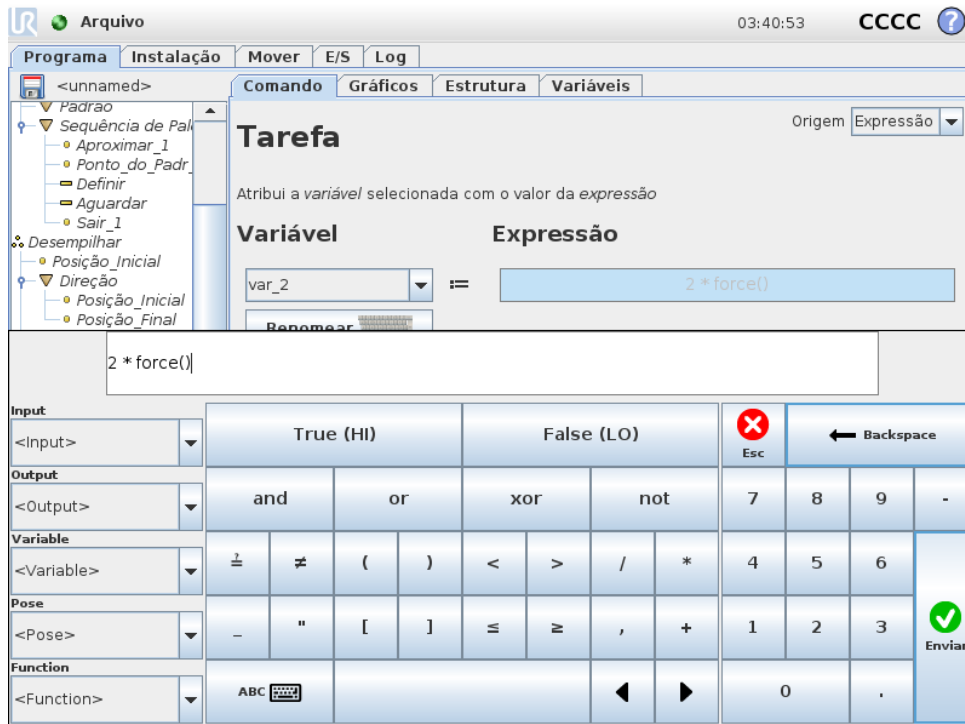 UR Arquivo 03:40:53 CCCC ?
Programa Instalação Mover E/S Log
<unnamed> Comando Gráficos Estrutura Variáveis
Padrão
Sequência de Pal
Aproximar_1
Ponto_do_Padr_
Definir
Aguardar
Sair_1
Desempilhar
Posição_Inicial
Direção
Posição_Inicial
Posição_Final
Origem Expressão
Tarefa
Atribui a variável selecionada com o valor da expressão
Variável Expressão
var_2 := 2 * force()
Renomear
2 * force()
Input
<Input>
Output
<Output>
Variable
<Variable>
Pose
<Pose>
Function
<Function>
True (HI) False (LO) Esc Backspace
and or xor not 7 8 9 -
≟ ≠ ( ) < > / * 4 5 6
_ " [ ] ≤ ≥ , + 1 2 3 Enviar
ABC 0 .